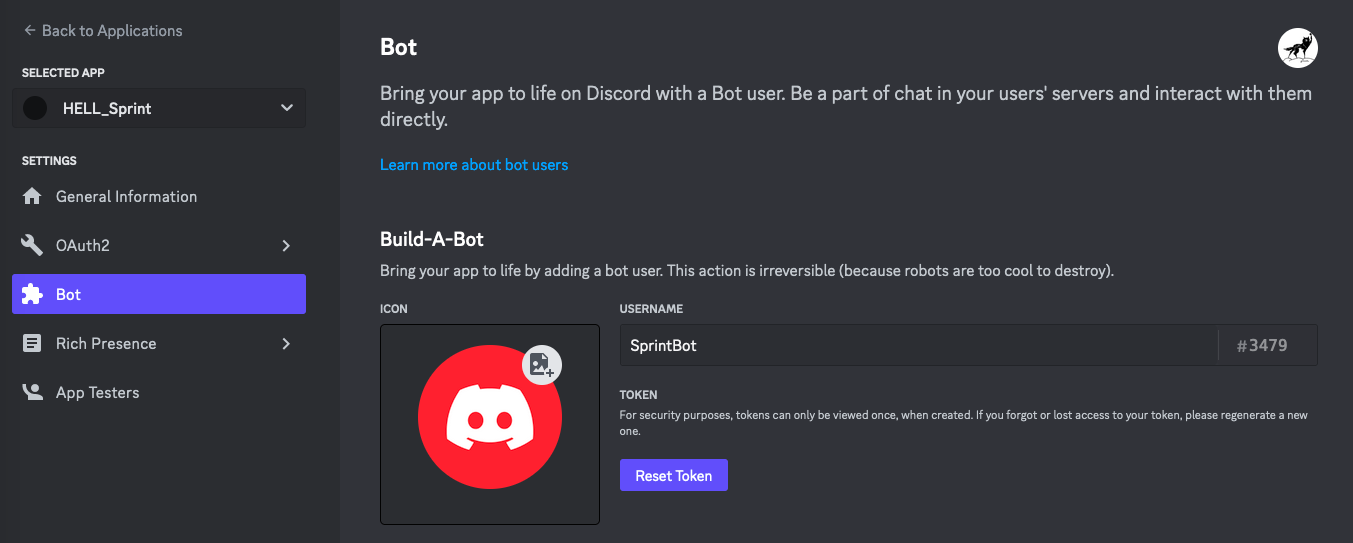 Back to Applications
SELECTED APP
HELL_Sprint
SETTINGS
General Information
OAuth2
Bot
Rich Presence
App Testers
Bot
Bring your app to life on Discord with a Bot user. Be a part of chat in your users' servers and interact with them
directly.
Learn more about bot users
Build-A-Bot
Bring your app to life by adding a bot user. This action is irreversible (because robots are too cool to destroy).
ICON
USERNAME
SprintBot #3479
TOKEN
For security purposes, tokens can only be viewed once, when created. If you forgot or lost access to your token, please regenerate a new
one.
Reset Token